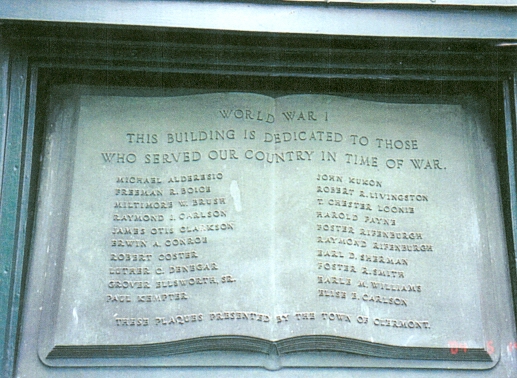 WORLD WAR I
THIS BUILDING IS DEDICATED TO THOSE
WHO SERVED OUR COUNTRY IN TIME OF WAR.
MICHAEL ALDERESIO
FREEMAN R. BOICE
MILTIMORE W. BRUSH
RAYMOND J. CARLSON
JAMES OTIS CLARKSON
ERWIN A. CONROE
ROBERT COSTER
LUTHER C. DENEGAR
GROVER ELLSWORTH, SR.
PAUL KEMPTER
JOHN KUKON
ROBERT R. LIVINGSTON
T. CHESTER LOONIE
HAROLD PAYNE
FOSTER RIFENBURGH
RAYMOND RIFENBURGH
EARL D. SHERMAN
FOSTER R. SMITH
EARLE M. WILLIAMS
ELISE E. CARLSON
THESE PLAQUES PRESENTED BY THE TOWN OF CLERMONT.